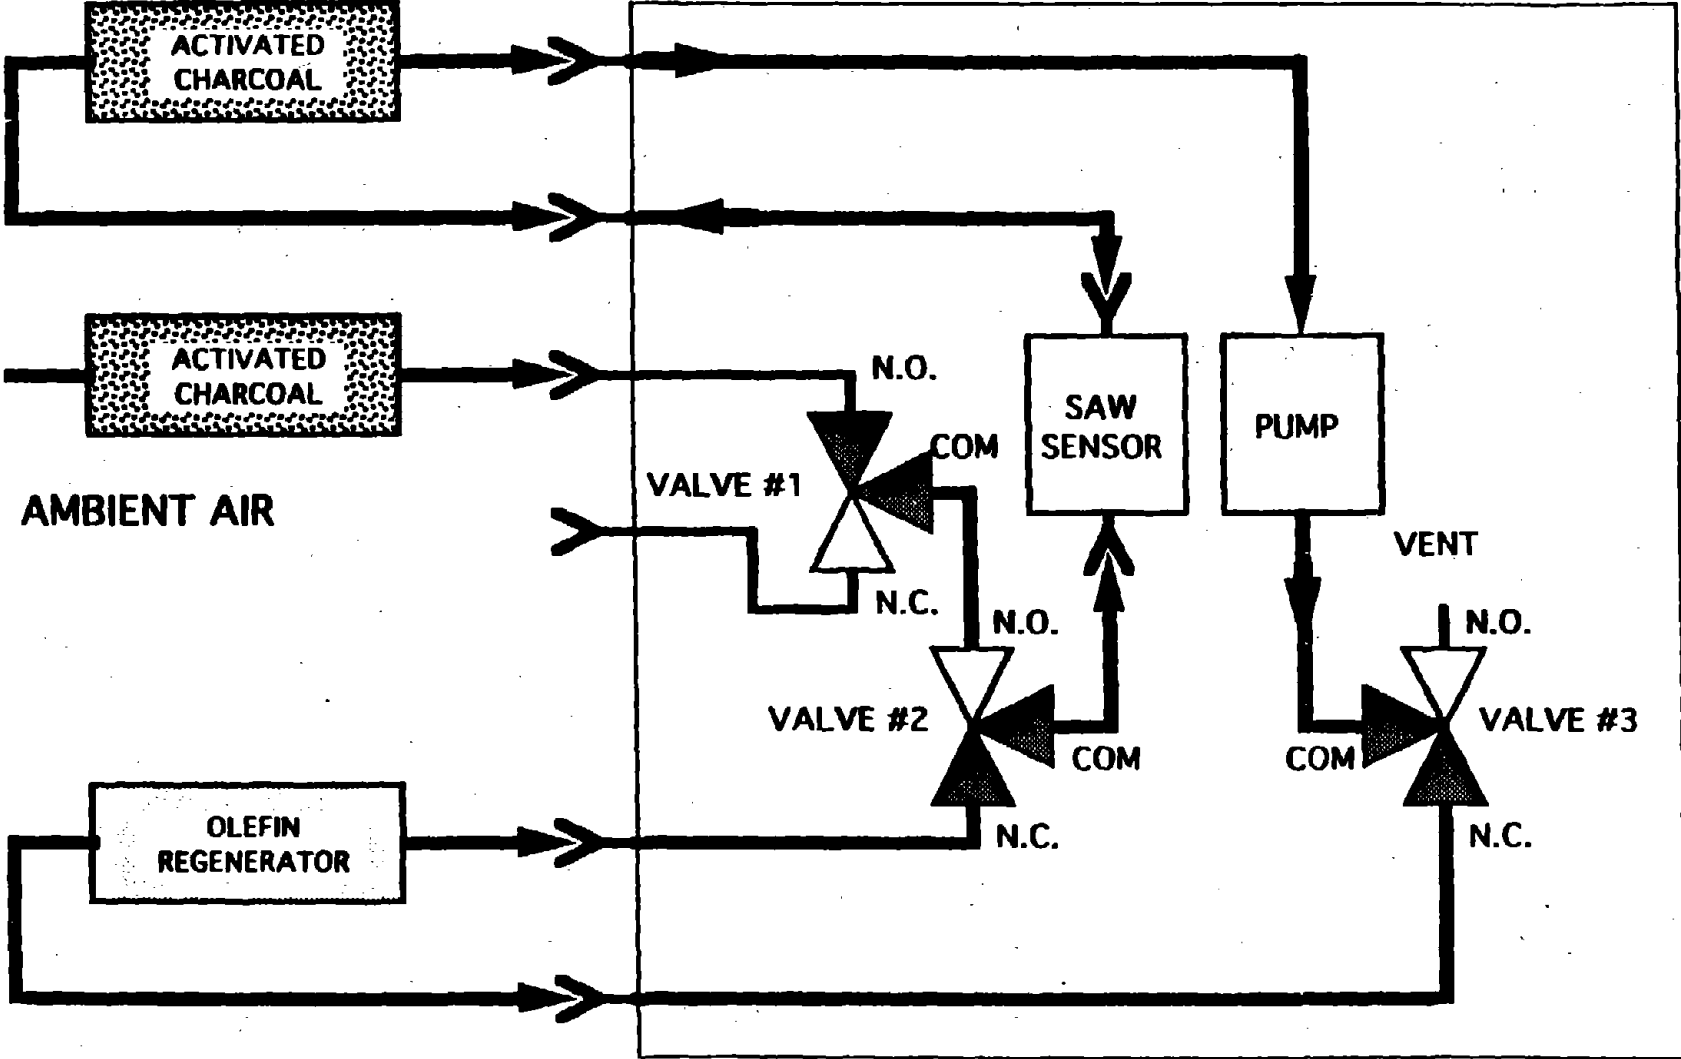 ACTIVATED
CHARCOAL
ACTIVATED
CHARCOAL
N.O.
COM
SAW
SENSOR
PUMP
VALVE #1
AMBIENT AIR
VENT
N.C.
N.O.
N.O.
VALVE #2
VALVE #3
COM
COM
OLEFIN
REGENERATOR
N.C.
N.C.